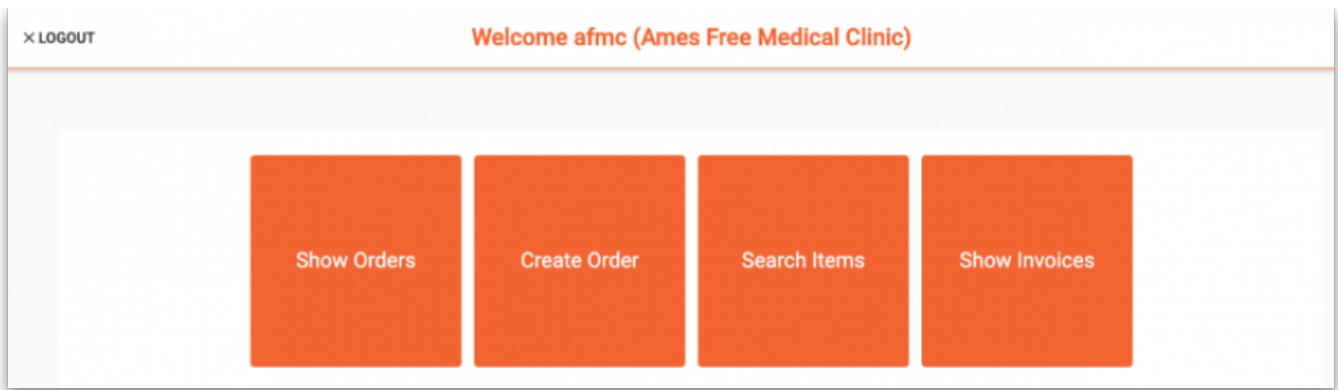 × LOGOUT
Welcome afmc (Ames Free Medical Clinic)
Show Orders
Create Order
Search Items
Show Invoices